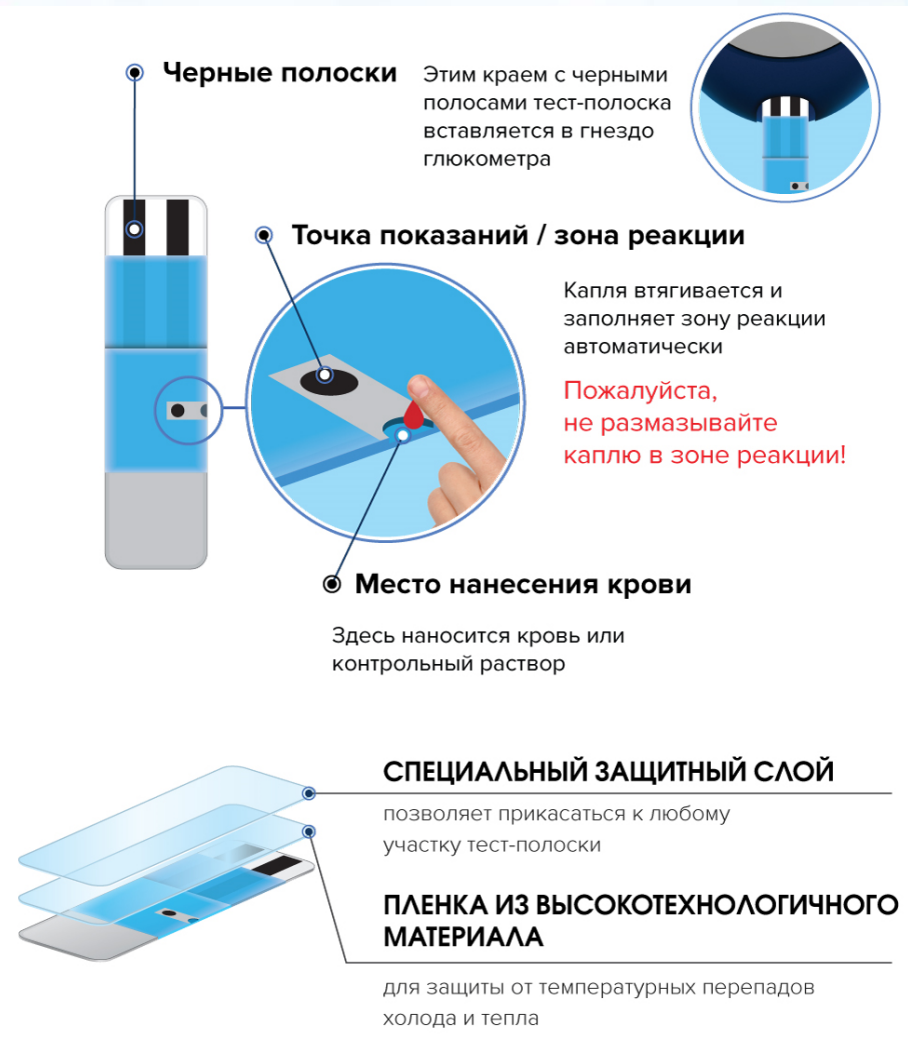 Черные полоски
Этим краем с черными
полосами тест-полоска
вставляется в гнездо
глюкометра
Точка показаний / зона реакции
Капля втягивается и
заполняет зону реакции
автоматически
Пожалуйста,
не размазывайте
каплю в зоне реакции!
Место нанесения крови
Здесь наносится кровь или
контрольный раствор
СПЕЦИАЛЬНЫЙ ЗАЩИТНЫЙ СЛОЙ
позволяет прикасаться к любому
участку тест-полоски
ПЛЕНКА ИЗ ВЫСОКОТЕХНОЛОГИЧНОГО
МАТЕРИАЛА
для защиты от температурных перепадов
холода и тепла